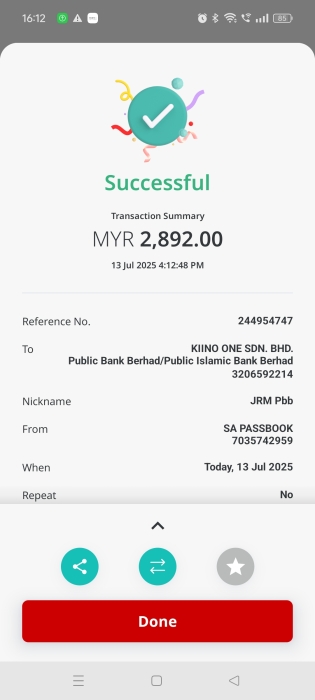 16:12
85
Successful
Transaction Summary
MYR 2,892.00
13 Jul 2025 4:12:48 PM
Reference No. 244954747
To KIINO ONE SDN. BHD.
Public Bank Berhad/Public Islamic Bank Berhad
3206592214
Nickname JRM Pbb
From SA PASSBOOK
7035742959
When Today, 13 Jul 2025
Repeat No
Done